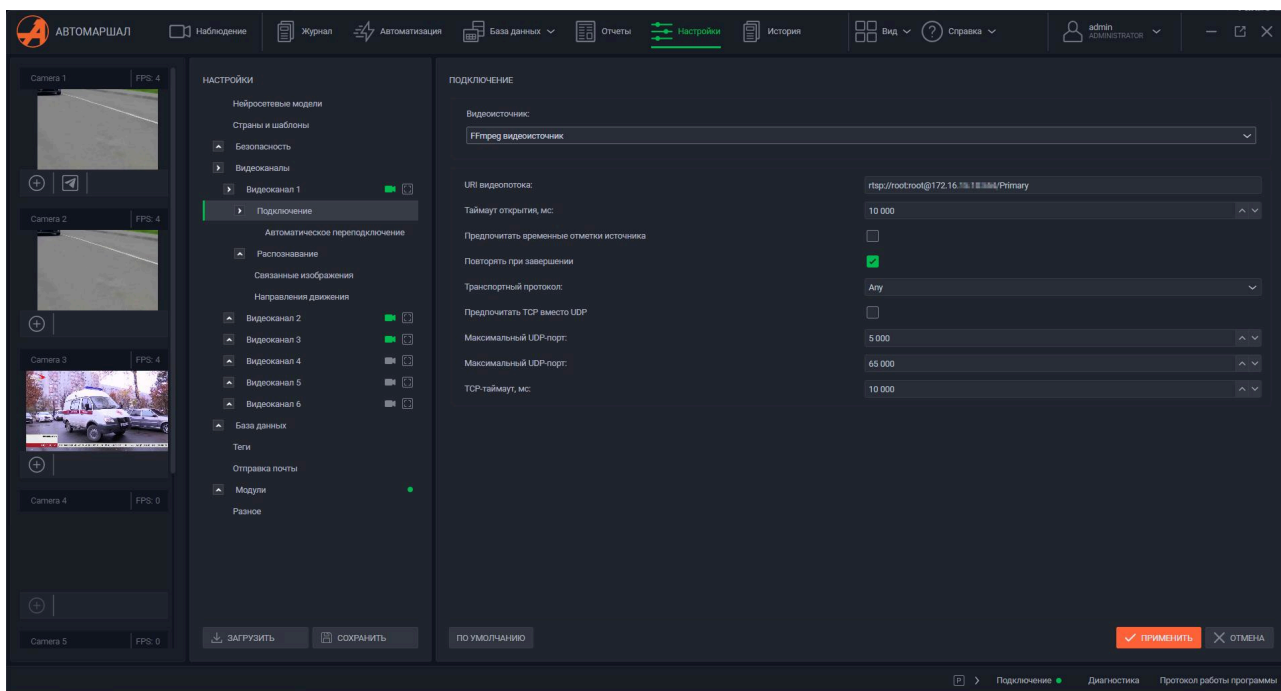 АВТОМАРШАЛ
Наблюдение
Журнал
Автоматизация
База данных
Отчеты
Настройки
История
Вид
Справка
admin
ADMINISTRATOR
Camera 1 FPS: 4
Camera 2 FPS: 4
Camera 3 FPS: 4
Camera 4 FPS: 0
Camera 5 FPS: 0
НАСТРОЙКИ
Нейросетевые модели
Страны и шаблоны
Безопасность
Видеоканалы
Видеоканал 1
Подключение
Автоматическое переподключение
Распознавание
Связанные изображения
Направления движения
Видеоканал 2
Видеоканал 3
Видеоканал 4
Видеоканал 5
Видеоканал 6
База данных
Теги
Отправка почты
Модули
Разное
ЗАГРУЗИТЬ
СОХРАНИТЬ
ПОДКЛЮЧЕНИЕ
Видеоисточник:
FFmpeg видеоисточник
URI видеопотока: rtsp://root:root@172.16. /Primary
Таймаут открытия, мс: 10 000
Предпочитать временные отметки источника
Повторять при завершении
Транспортный протокол: Any
Предпочитать TCP вместо UDP
Максимальный UDP-порт: 5 000
Максимальный UDP-порт: 65 000
TCP-таймаут, мс: 10 000
ПО УМОЛЧАНИЮ
ПРИМЕНИТЬ
ОТМЕНА
P
Подключение
Диагностика
Протокол работы программы